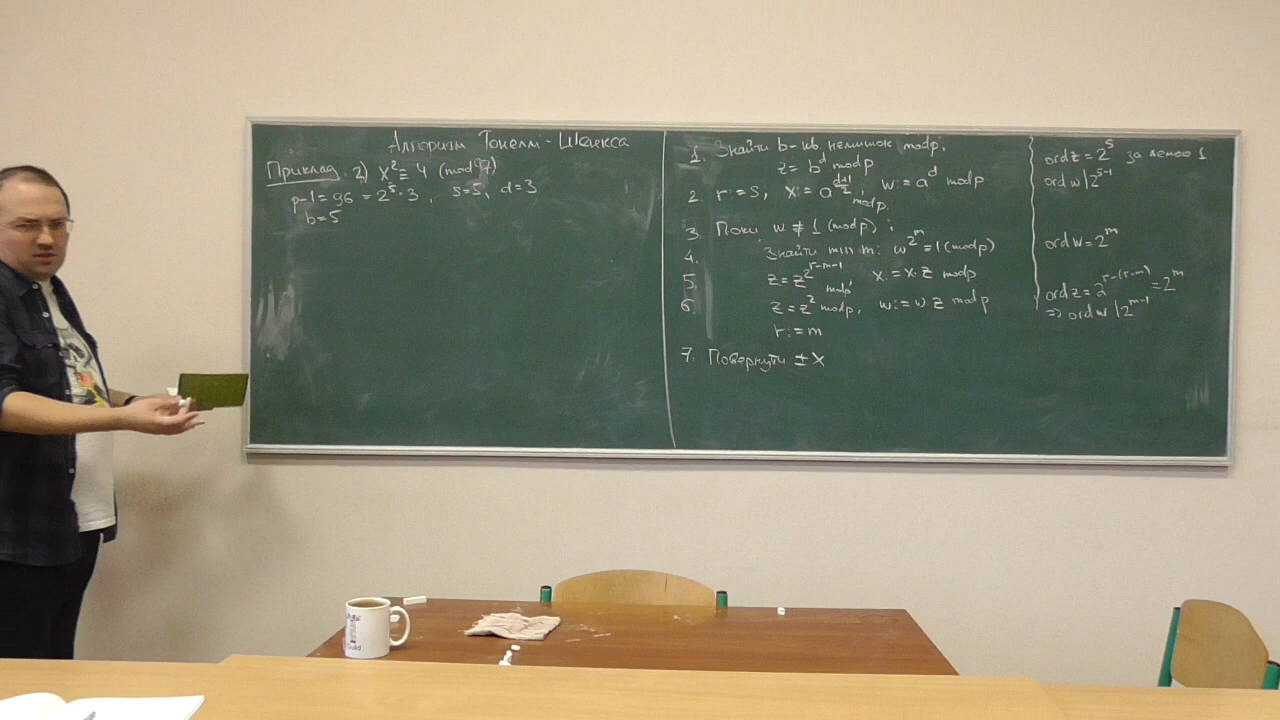 Алгоритм Тонеллі - Шенкса
Приклад. 2) x² ≡ 4 (mod 97)
p-1 = 96 = 2⁵·3, s=5, d=3
b=5
1. Знайти b - кв. нелишок mod p;
z = b^d mod p
2. r := s, x := a^((d+1)/2) mod p, w := a^d mod p
3. Поки w ≢ 1 (mod p):
4. Знайти min m: w^(2^m) ≡ 1 (mod p)
5. z = z^(2^(r-m-1)) mod p, x := x·z mod p
6. z = z² mod p, w := w·z mod p
r := m
7. Повернути ± x
ord z = 2^s за лемою 1
ord w | 2^(s-1)
ord w = 2^m
ord z = 2^(r-(r-m)) = 2^m
⇒ ord w | 2^(m-1)